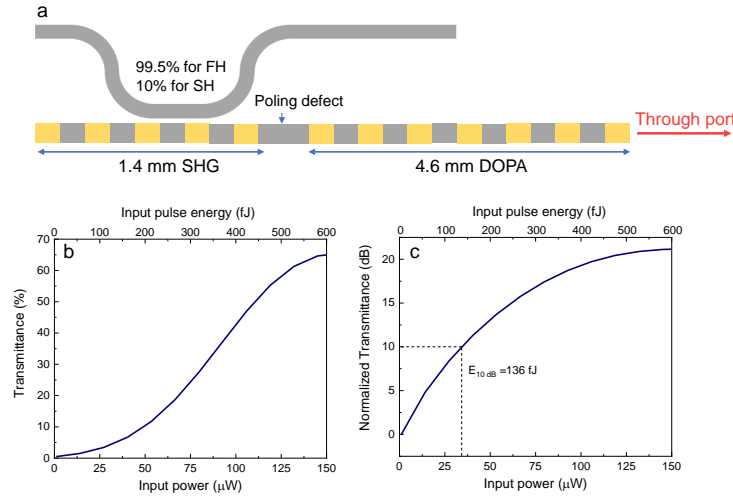 a
99.5% for FH
10% for SH
Poling defect
Through port
1.4 mm SHG
4.6 mm DOPA
Input pulse energy (fJ)
0 100 200 300 400 500 600
b
Transmittance (%)
70
60
50
40
30
20
10
0
0 25 50 75 100 125 150
Input power (μW)
Input pulse energy (fJ)
0 100 200 300 400 500 600
c
Normalized Transmittance (dB)
20
15
10
5
0
E10 dB =136 fJ
0 25 50 75 100 125 150
Input power (μW)